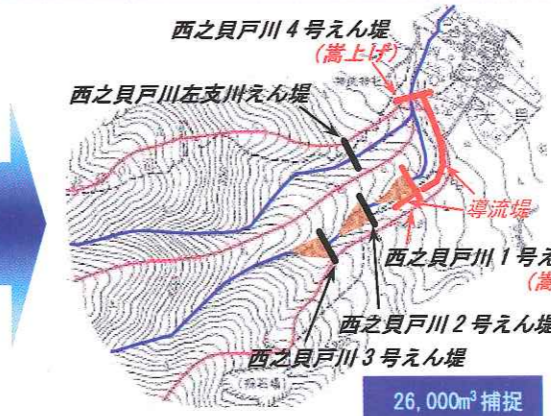 西之貝戸川４号えん堤
(嵩上げ)
西之貝戸川左支川えん堤
導流堤
西之貝戸川１号え
(嵩
西之貝戸川２号えん堤
西之貝戸川３号えん堤
26,000m³捕捉